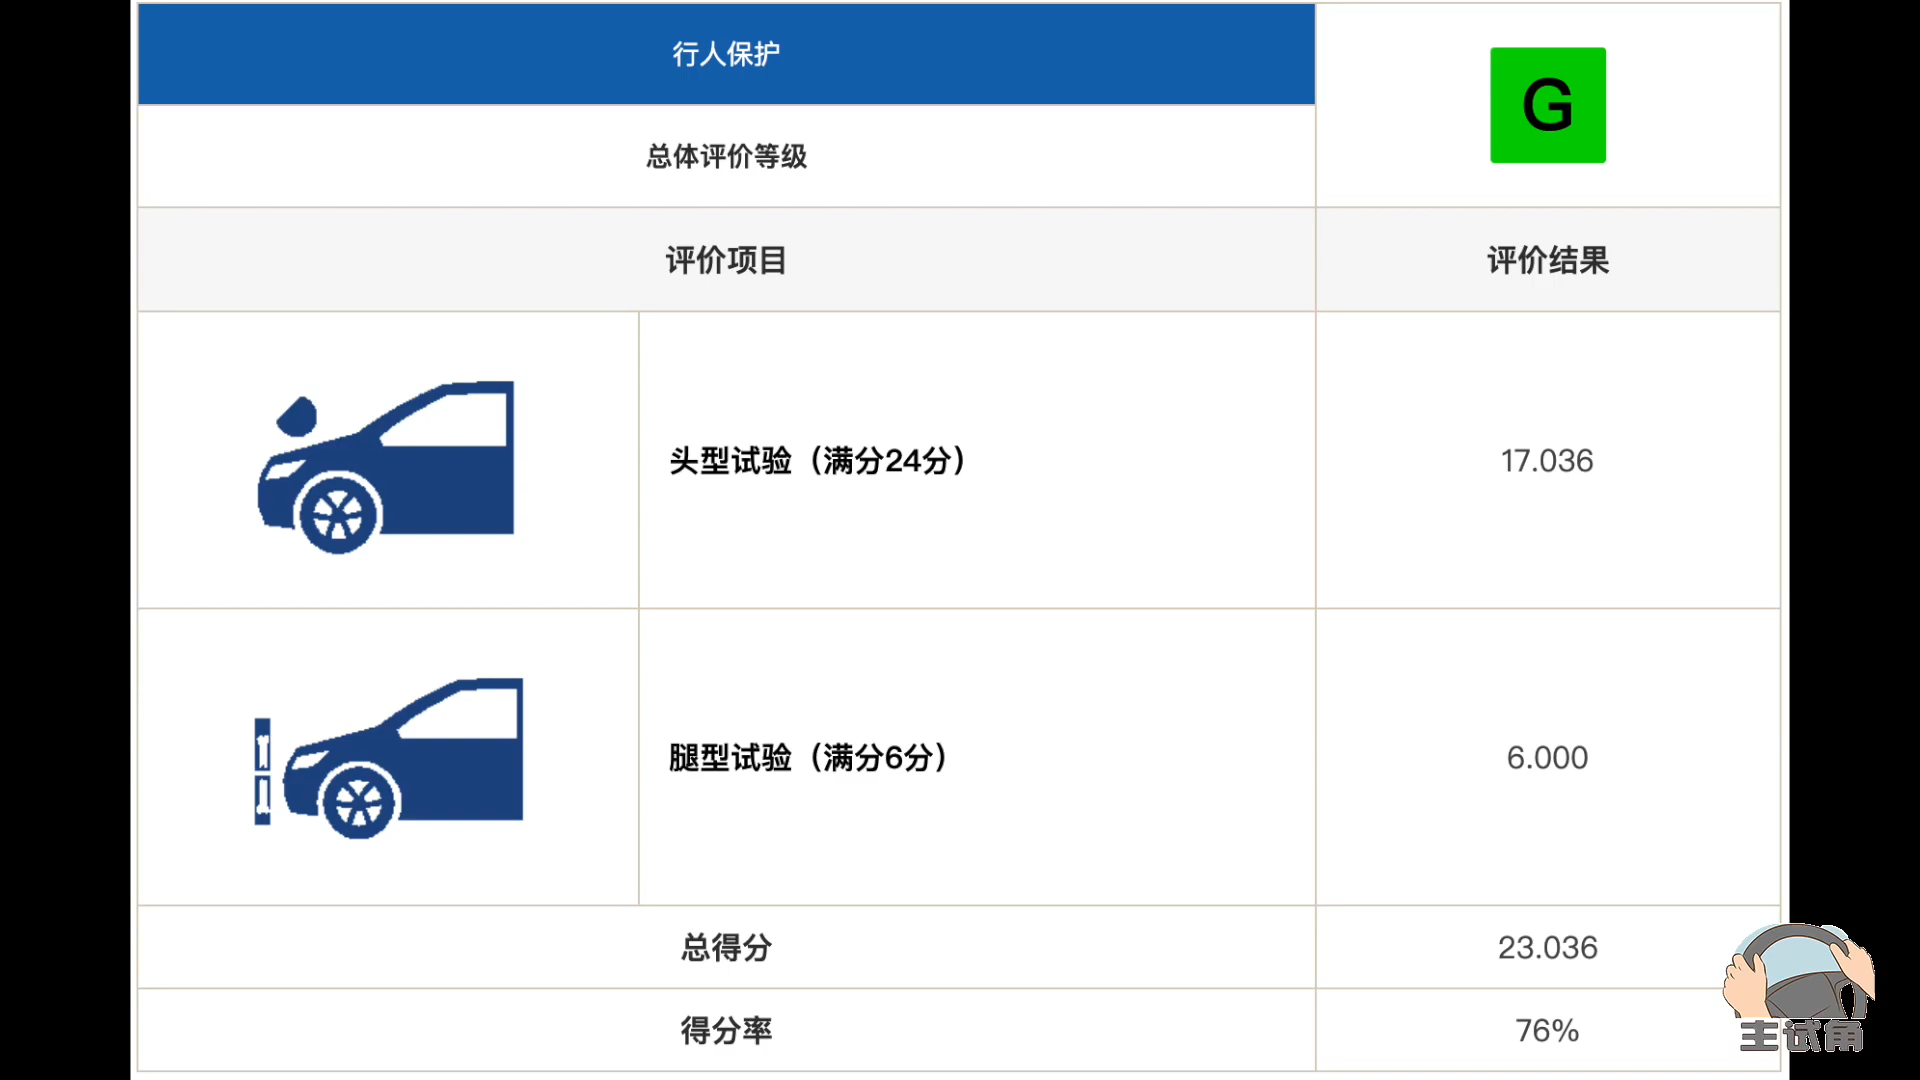 行人保护
G
总体评价等级
评价项目
评价结果
头型试验（满分24分）
17.036
腿型试验（满分6分）
6.000
总得分
23.036
得分率
76%
主试角